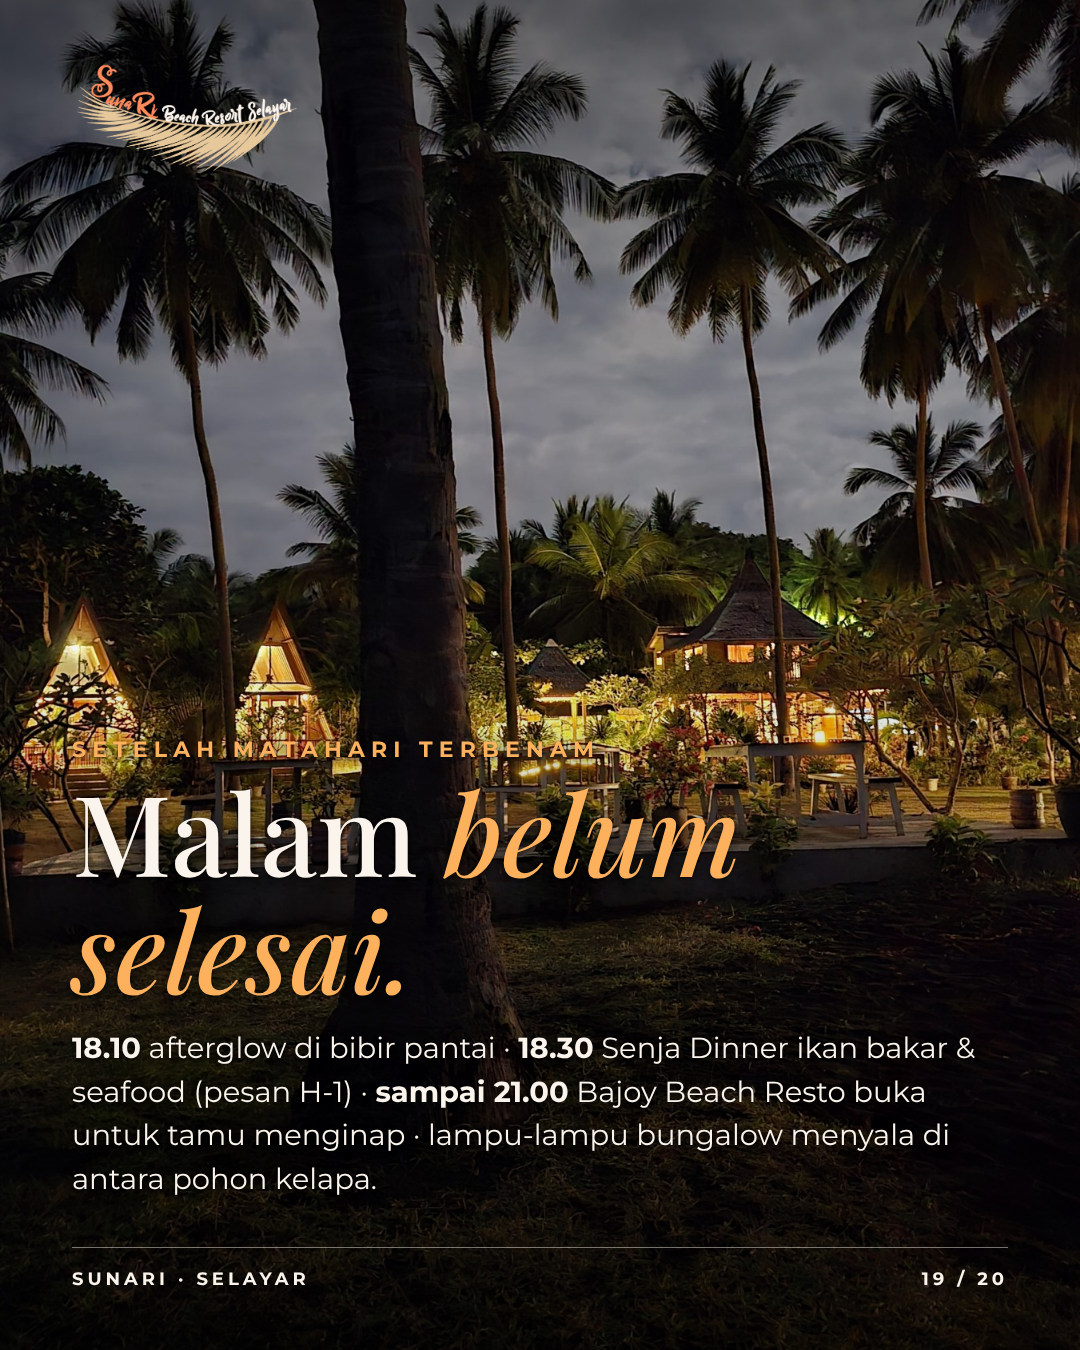 SunaRi Beach Resort Selayar
SETELAH MATAHARI TERBENAM
Malam belum
selesai.
18.10 afterglow di bibir pantai · 18.30 Senja Dinner ikan bakar &
seafood (pesan H-1) · sampai 21.00 Bajoy Beach Resto buka
untuk tamu menginap · lampu-lampu bungalow menyala di
antara pohon kelapa.
SUNARI · SELAYAR
19 / 20